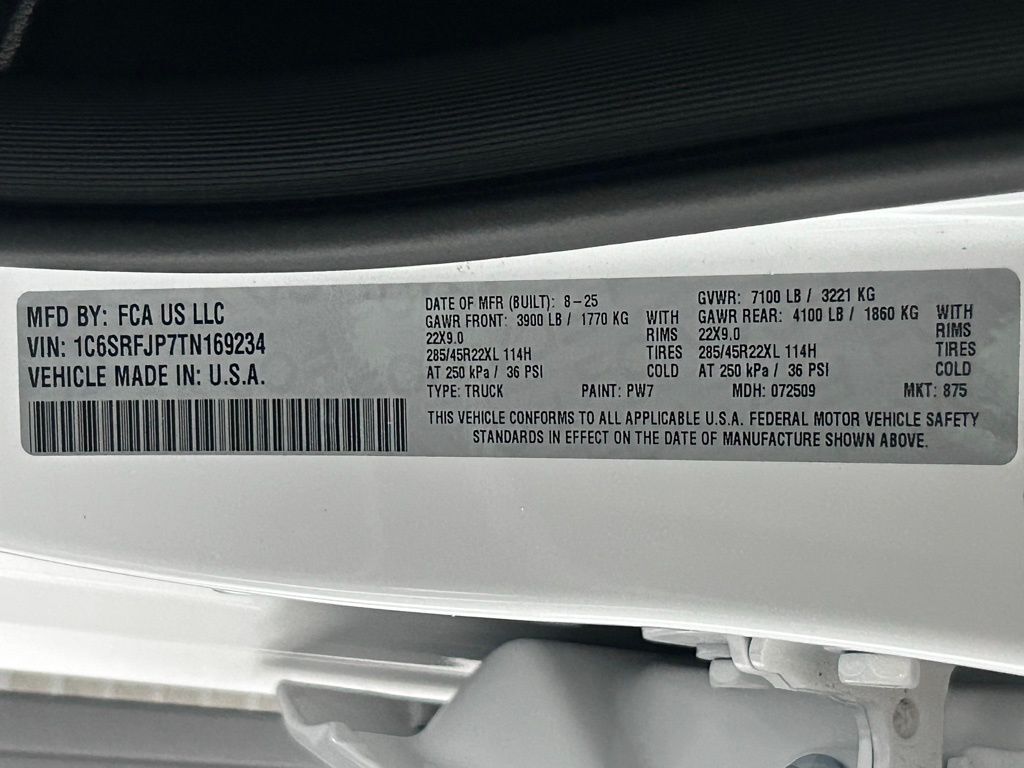 MFD BY: FCA US LLC
VIN: 1C6SRFJP7TN169234
VEHICLE MADE IN: U.S.A.
DATE OF MFR (BUILT): 8-25
GVWR: 7100 LB / 3221 KG
GAWR FRONT: 3900 LB / 1770 KG WITH
GAWR REAR: 4100 LB / 1860 KG WITH
22X9.0 RIMS
22X9.0 RIMS
285/45R22XL 114H TIRES
285/45R22XL 114H TIRES
AT 250 kPa / 36 PSI COLD
AT 250 kPa / 36 PSI COLD
TYPE: TRUCK PAINT: PW7 MDH: 072509 MKT: 875
THIS VEHICLE CONFORMS TO ALL APPLICABLE U.S.A. FEDERAL MOTOR VEHICLE SAFETY
STANDARDS IN EFFECT ON THE DATE OF MANUFACTURE SHOWN ABOVE.